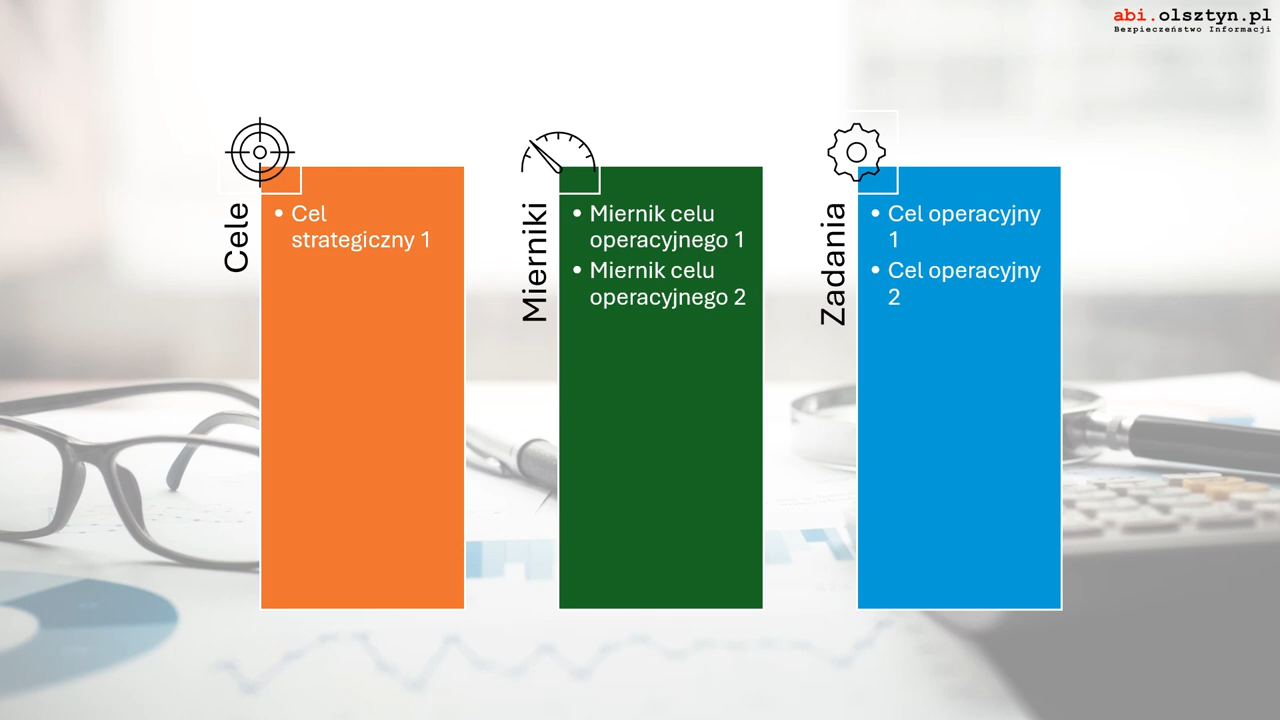 abi.olsztyn.pl
Bezpieczeństwo Informacji
Cele
• Cel
strategiczny 1
Mierniki
• Miernik celu
operacyjnego 1
• Miernik celu
operacyjnego 2
Zadania
• Cel operacyjny
1
• Cel operacyjny
2